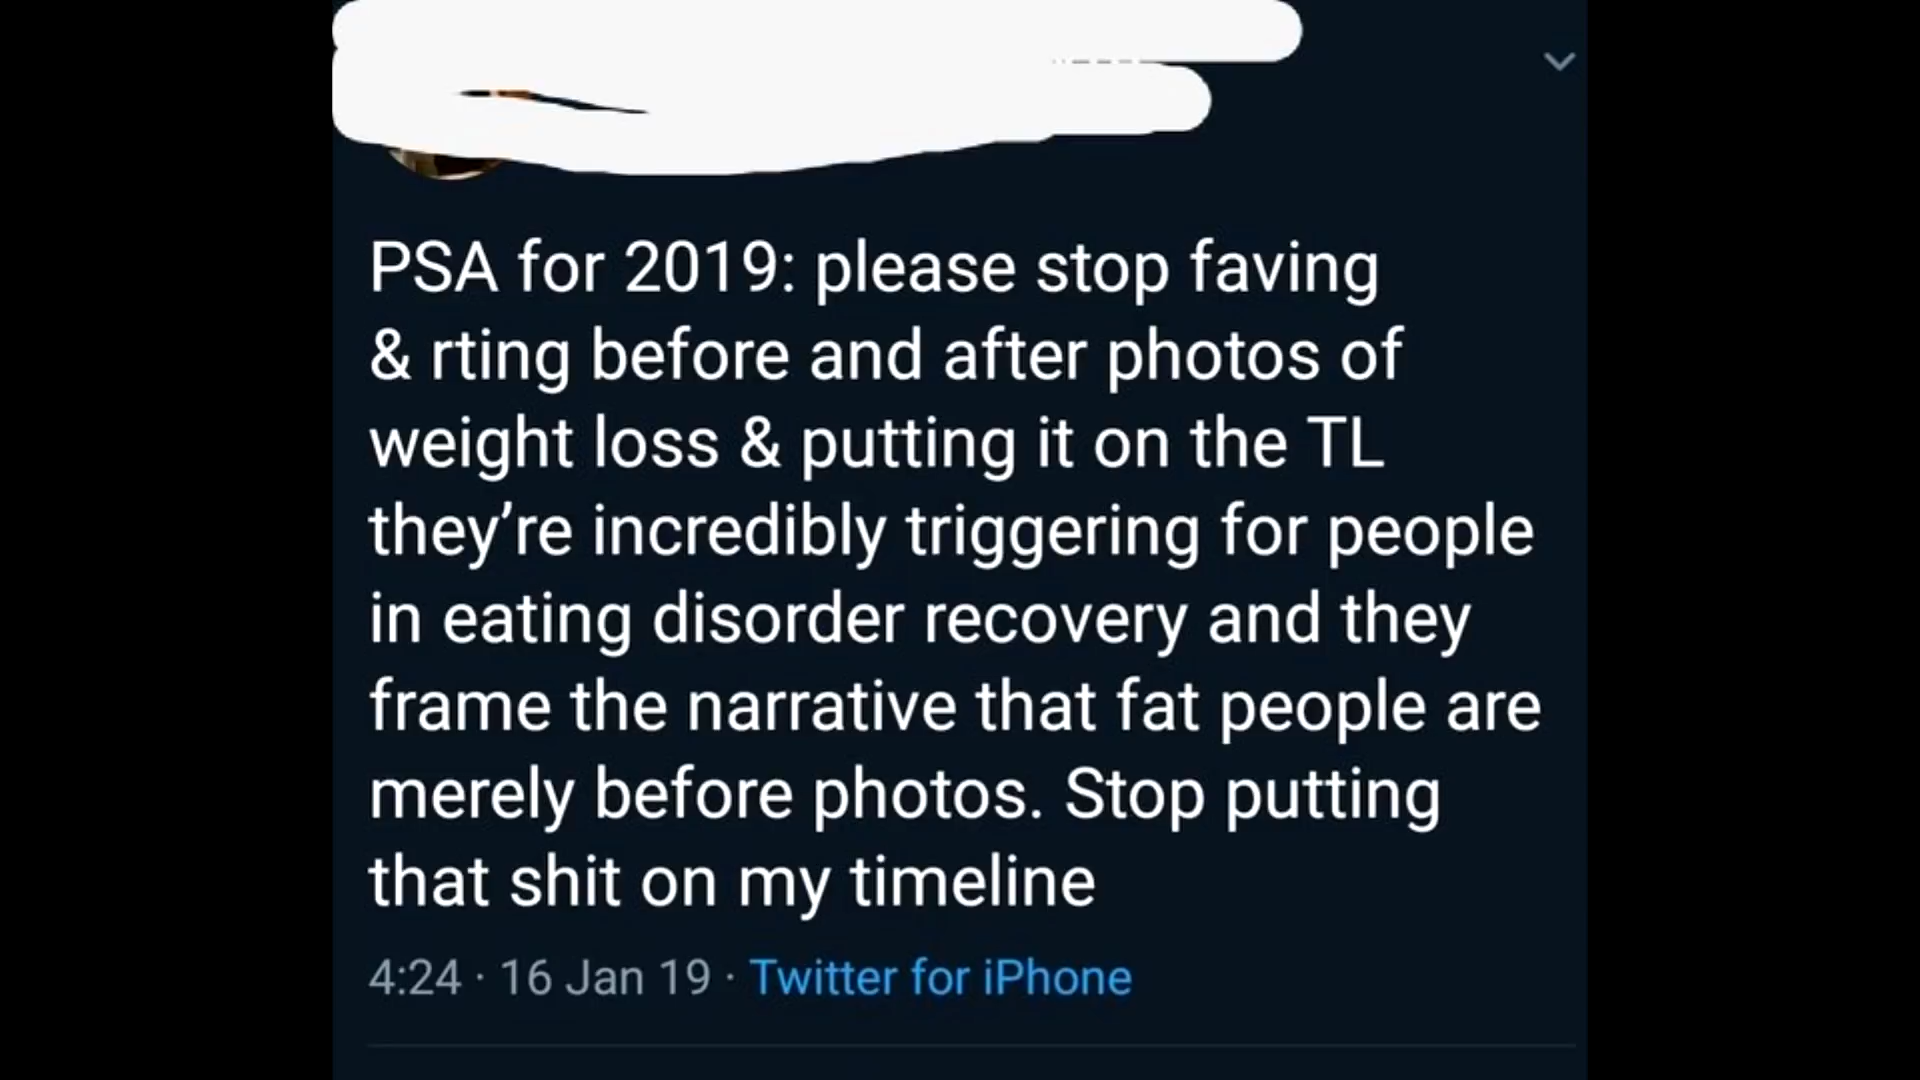 PSA for 2019: please stop faving
& rting before and after photos of
weight loss & putting it on the TL
they’re incredibly triggering for people
in eating disorder recovery and they
frame the narrative that fat people are
merely before photos. Stop putting
that shit on my timeline
4:24 · 16 Jan 19 · Twitter for iPhone